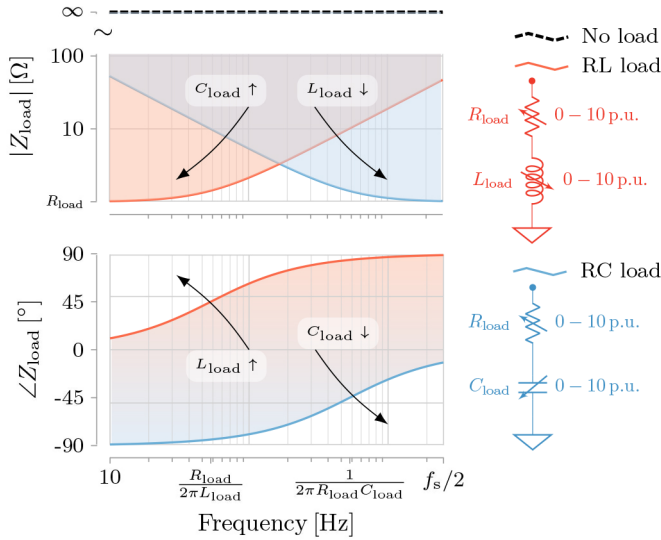 ∞
~
100
10
R_load
|Z_load| [Ω]
C_load ↑
L_load ↓
90
45
0
-45
-90
∠Z_load [°]
L_load ↑
C_load ↓
10
R_load / 2πL_load
1 / 2πR_load C_load
f_s/2
Frequency [Hz]
No load
RL load
R_load 0 – 10 p.u.
L_load 0 – 10 p.u.
RC load
R_load 0 – 10 p.u.
C_load 0 – 10 p.u.